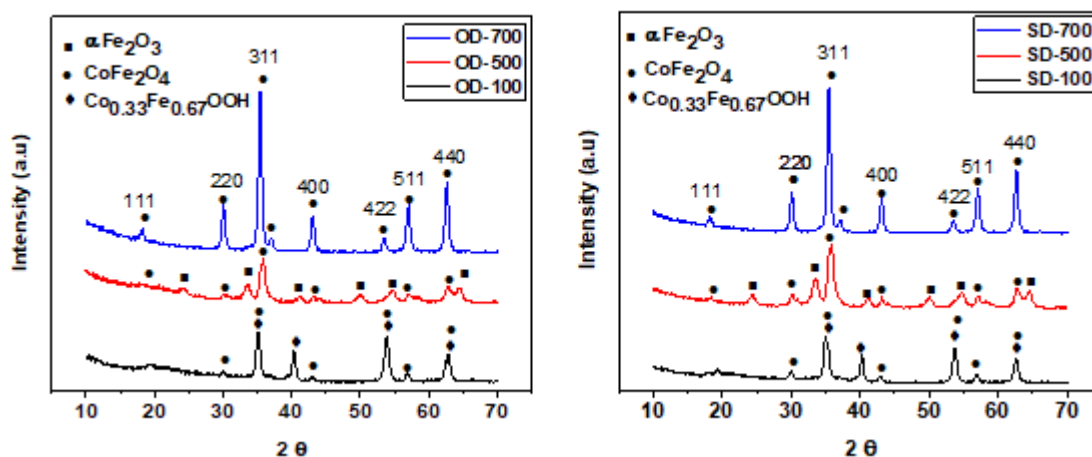 ■ αFe₂O₃
● CoFe₂O₄
♦ Co₀.₃₃Fe₀.₆₇OOH
OD-700
OD-500
OD-100
111
220
311
400
422
511
440
Intensity (a.u)
10 20 30 40 50 60 70
2 θ
■ αFe₂O₃
● CoFe₂O₄
♦ Co₀.₃₃Fe₀.₆₇OOH
SD-700
SD-500
SD-100
111
220
311
400
422
511
440
Intensity (a.u)
10 20 30 40 50 60 70
2 θ